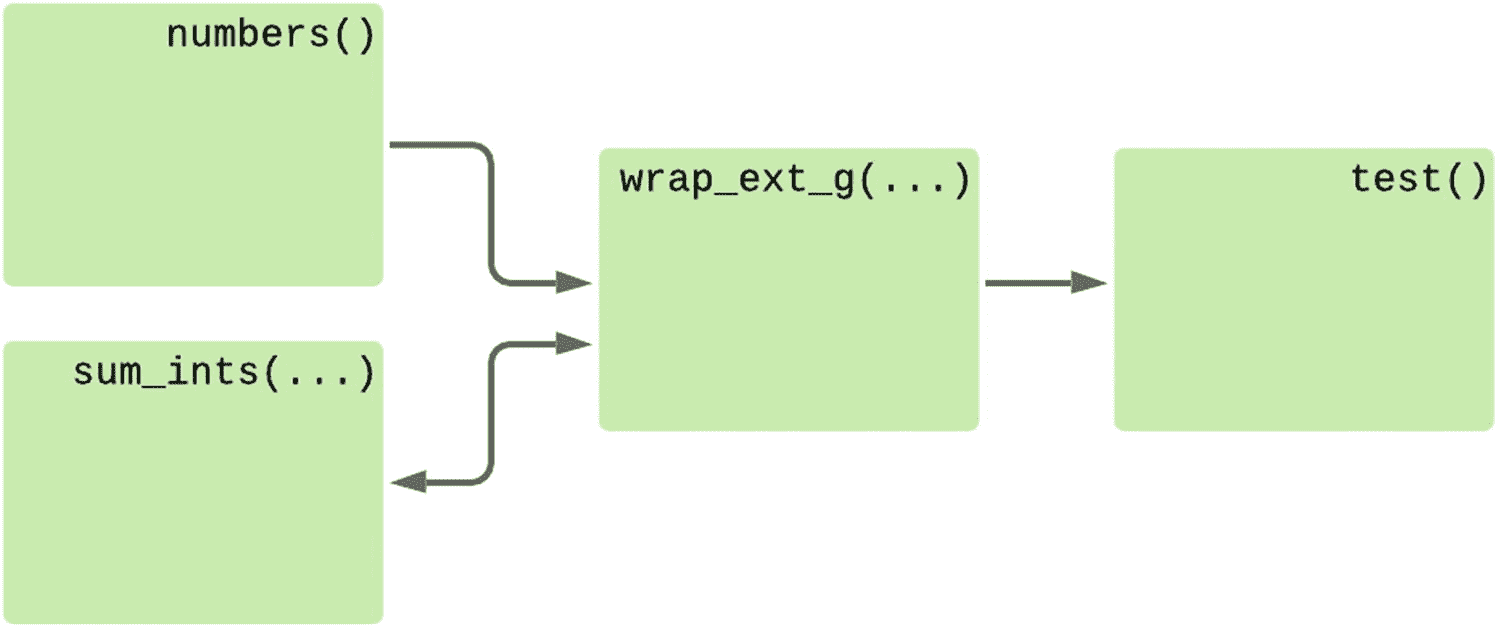 numbers()
sum_ints(...)
wrap_ext_g(...)
test()